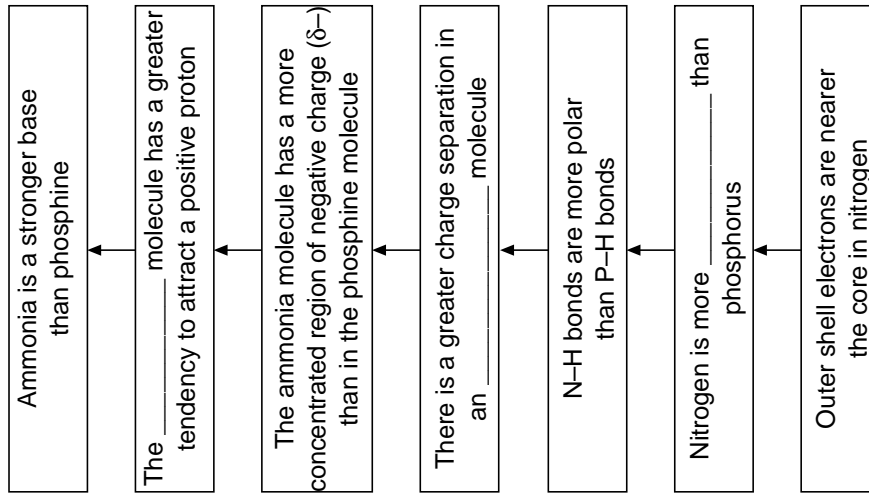 Ammonia is a stronger base
than phosphine
The ____________ molecule has a greater
tendency to attract a positive proton
The ammonia molecule has a more
concentrated region of negative charge (δ–)
than in the phosphine molecule
There is a greater charge separation in
an ____________ molecule
N–H bonds are more polar
than P–H bonds
Nitrogen is more ____________ than
phosphorus
Outer shell electrons are nearer
the core in nitrogen